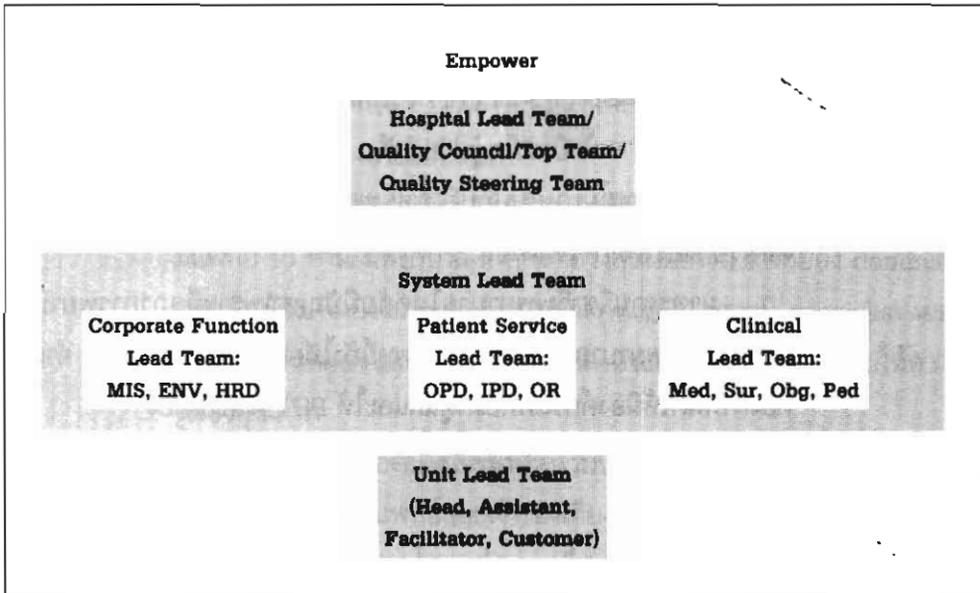 Empower
Hospital Lead Team/
Quality Council/Top Team/
Quality Steering Team
System Lead Team
Corporate Function
Lead Team:
MIS, ENV, HRD
Patient Service
Lead Team:
OPD, IPD, OR
Clinical
Lead Team:
Med, Sur, Obg, Ped
Unit Lead Team
(Head, Assistant,
Facilitator, Customer)